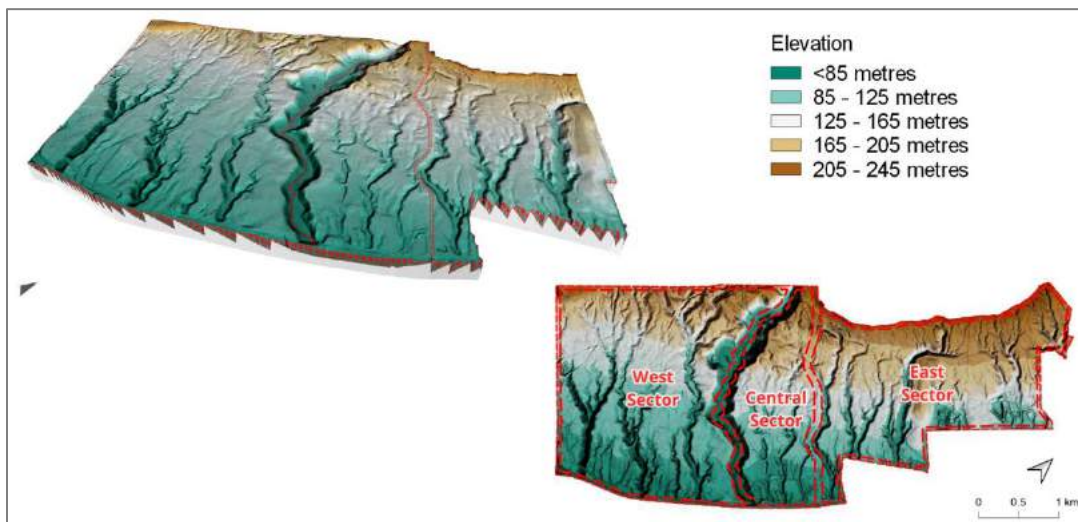 Elevation
<85 metres
85 - 125 metres
125 - 165 metres
165 - 205 metres
205 - 245 metres
West
Sector
Central
Sector
East
Sector
0 0.5 1 km